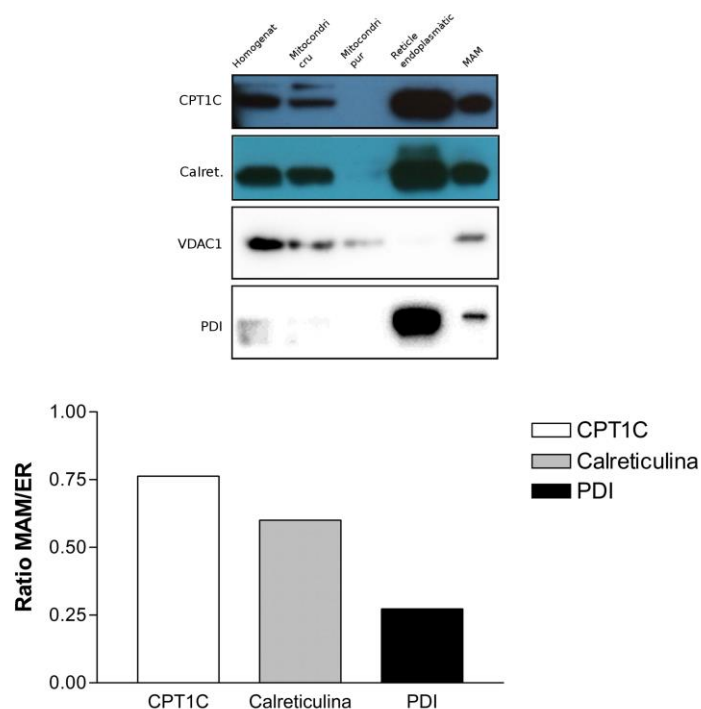 Homogenat
Mitocondri
cru
Mitocondri
pur
Reticle
endoplasmàtic
MAM
CPT1C
Calret.
VDAC1
PDI
1.00
0.75
0.50
0.25
0.00
Ratio MAM/ER
CPT1C
Calreticulina
PDI
CPT1C
Calreticulina
PDI